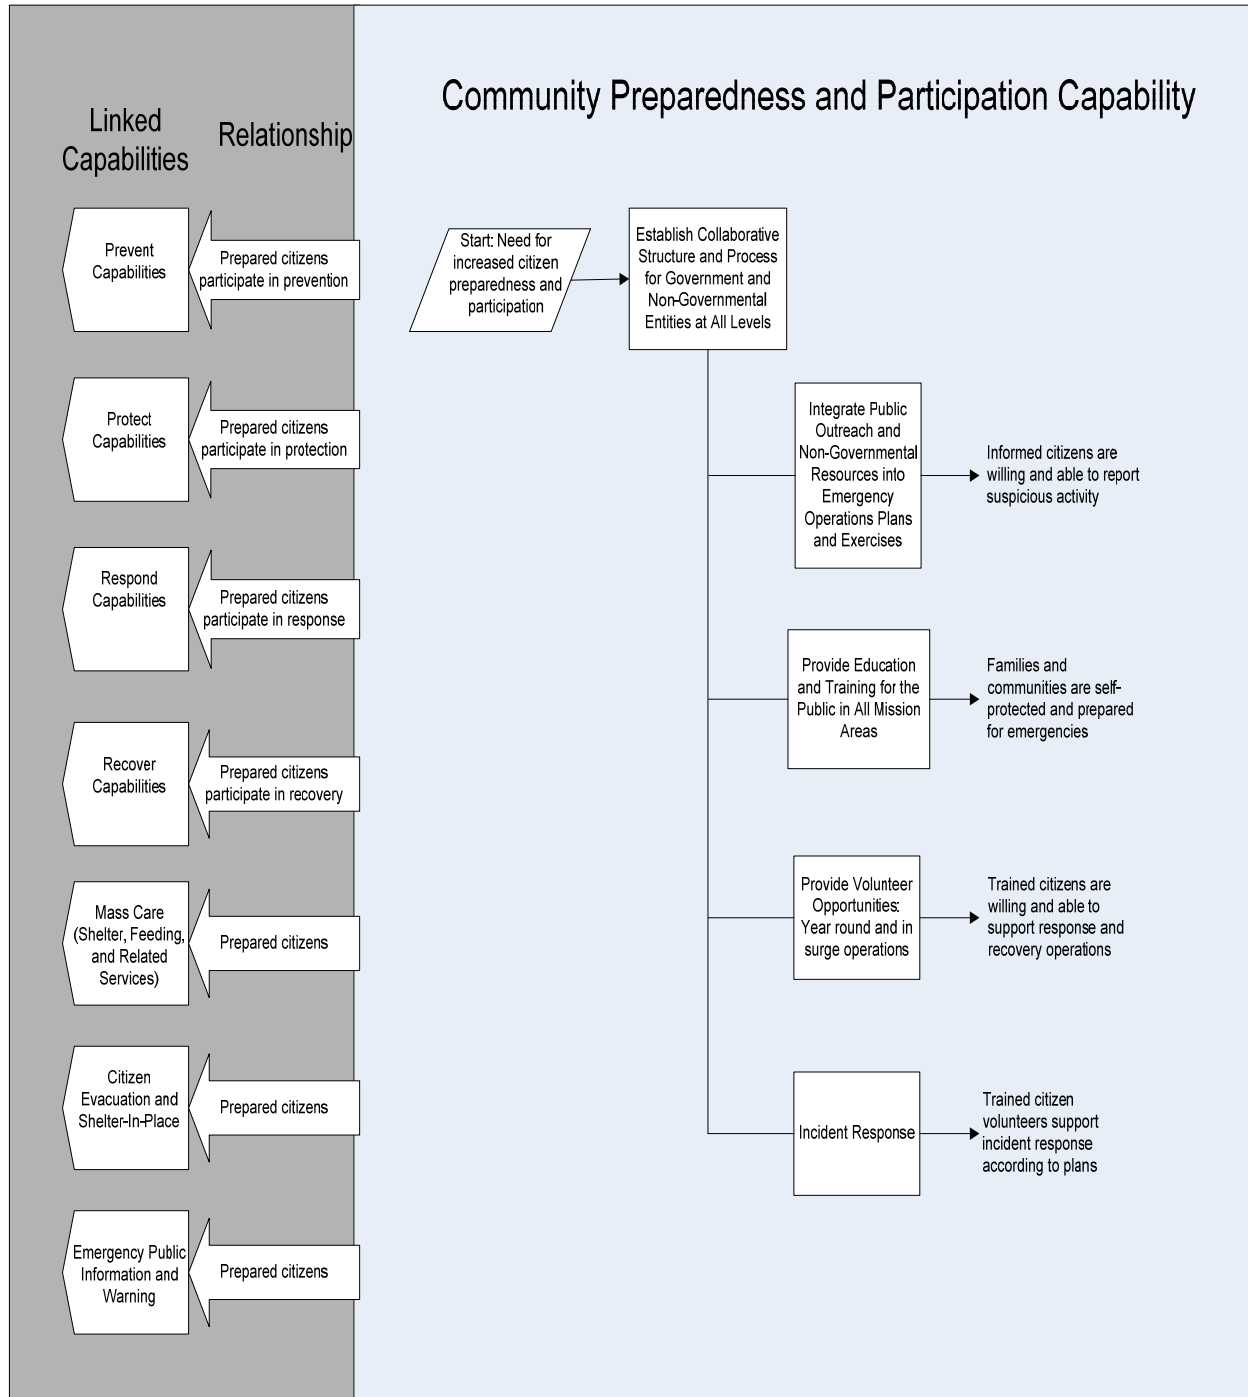 Community Preparedness and Participation Capability
Linked
Capabilities
Relationship
Prevent
Capabilities
Prepared citizens
participate in prevention
Protect
Capabilities
Prepared citizens
participate in protection
Respond
Capabilities
Prepared citizens
participate in response
Recover
Capabilities
Prepared citizens
participate in recovery
Mass Care
(Shelter, Feeding,
and Related
Services)
Prepared citizens
Citizen
Evacuation and
Shelter-In-Place
Prepared citizens
Emergency Public
Information and
Warning
Prepared citizens
Start: Need for
increased citizen
preparedness and
participation
Establish Collaborative
Structure and Process
for Government and
Non-Governmental
Entities at All Levels
Integrate Public
Outreach and
Non-Governmental
Resources into
Emergency
Operations Plans
and Exercises
Informed citizens are
willing and able to report
suspicious activity
Provide Education
and Training for the
Public in All Mission
Areas
Families and
communities are self-
protected and prepared
for emergencies
Provide Volunteer
Opportunities:
Year round and in
surge operations
Trained citizens are
willing and able to
support response and
recovery operations
Incident Response
Trained citizen
volunteers support
incident response
according to plans